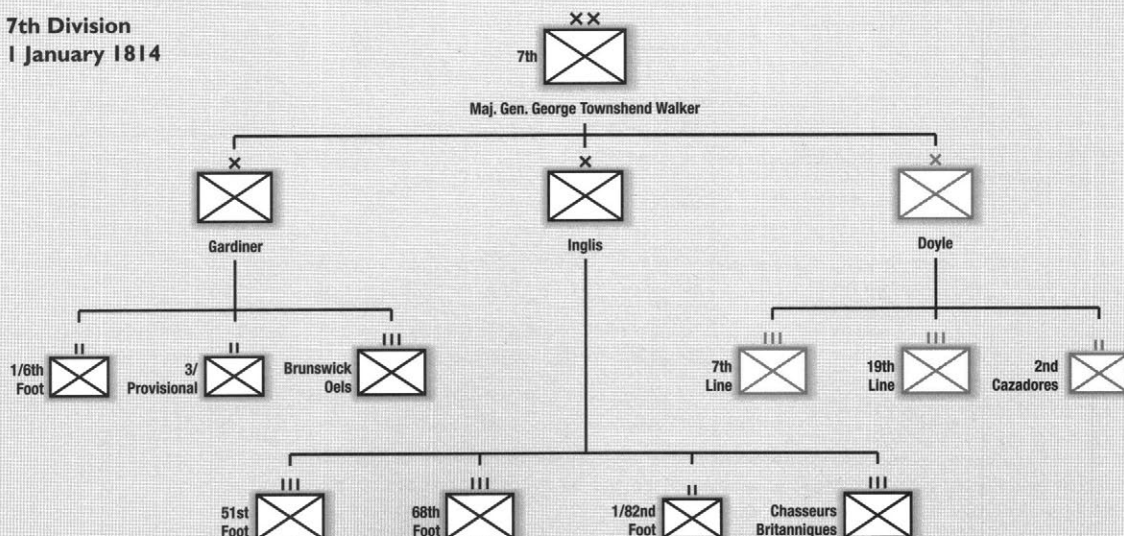 7th Division
1 January 1814
XX
7th
Maj. Gen. George Townshend Walker
X
X
X
Gardiner
Inglis
Doyle
II
1/6th
Foot
II
3/
Provisional
III
Brunswick
Oels
III
7th
Line
III
19th
Line
II
2nd
Cazadores
III
51st
Foot
III
68th
Foot
II
1/82nd
Foot
III
Chasseurs
Britanniques